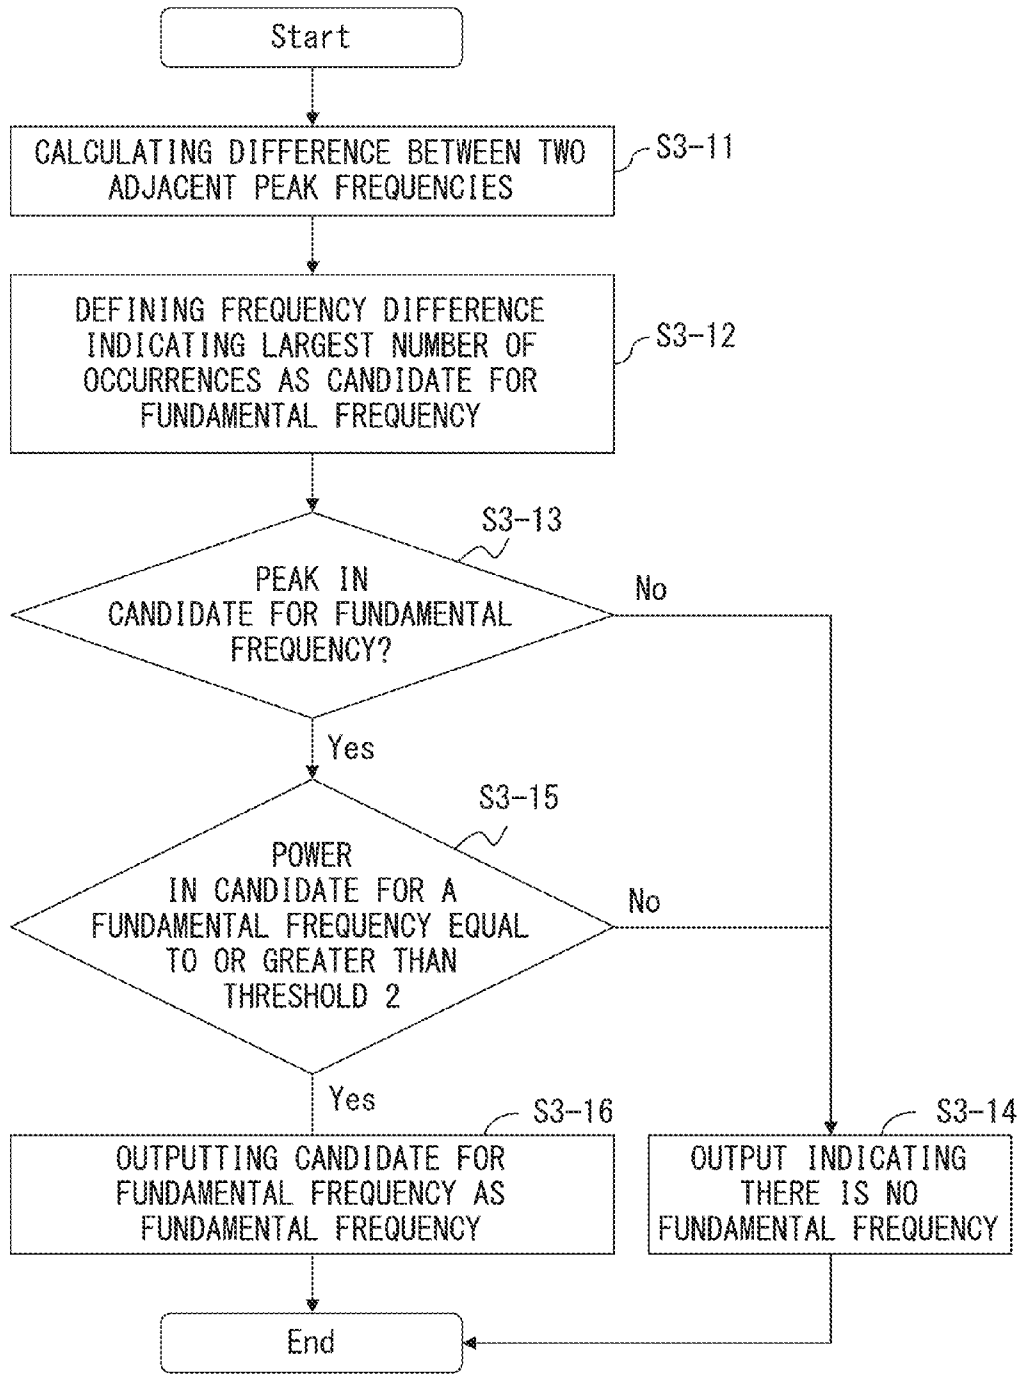 Start
CALCULATING DIFFERENCE BETWEEN TWO
ADJACENT PEAK FREQUENCIES
S3-11
DEFINING FREQUENCY DIFFERENCE
INDICATING LARGEST NUMBER OF
OCCURRENCES AS CANDIDATE FOR
FUNDAMENTAL FREQUENCY
S3-12
S3-13
PEAK IN
CANDIDATE FOR FUNDAMENTAL
FREQUENCY?
No
Yes
S3-15
POWER
IN CANDIDATE FOR A
FUNDAMENTAL FREQUENCY EQUAL
TO OR GREATER THAN
THRESHOLD 2
No
Yes
S3-16
OUTPUTTING CANDIDATE FOR
FUNDAMENTAL FREQUENCY AS
FUNDAMENTAL FREQUENCY
S3-14
OUTPUT INDICATING
THERE IS NO
FUNDAMENTAL FREQUENCY
End